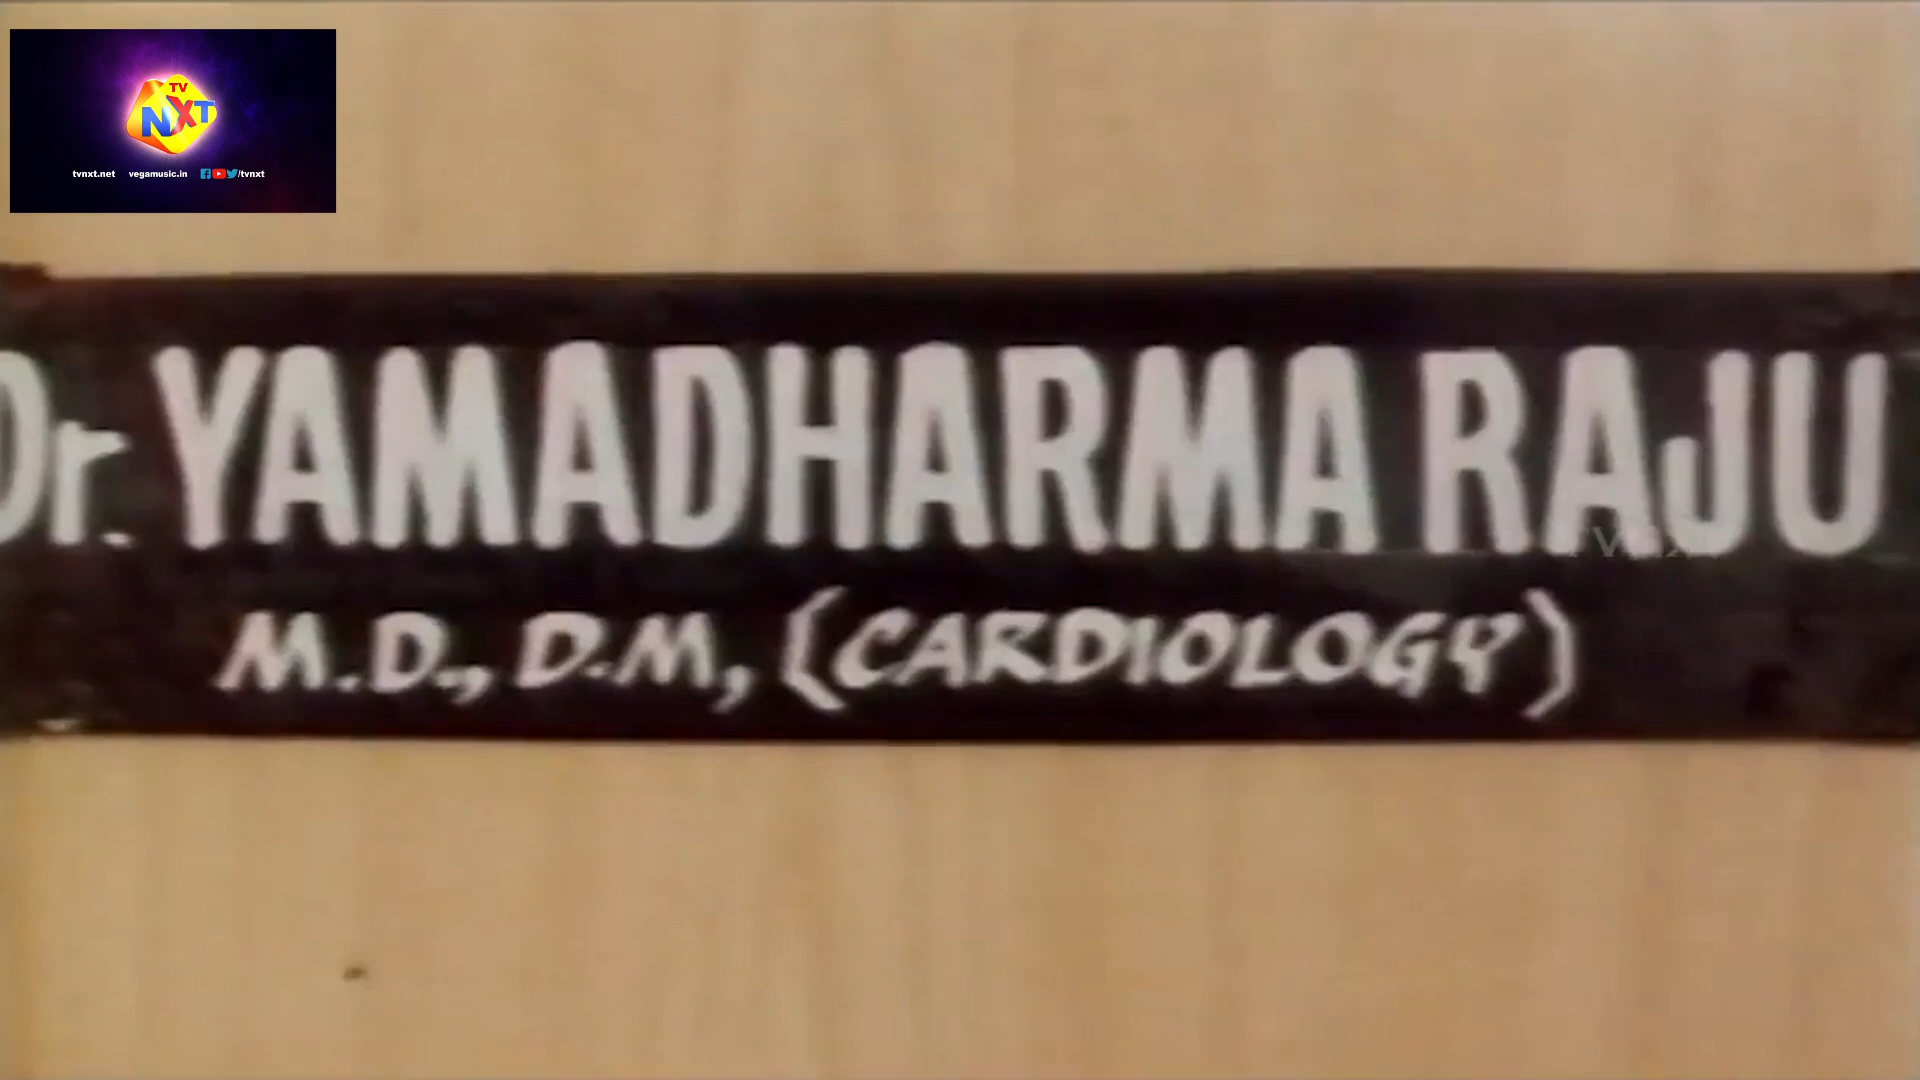 TV
NXT
tvnxt.net vegamusic.in /tvnxt
Dr. YAMADHARMA RAJU
M.D., D.M, (CARDIOLOGY)